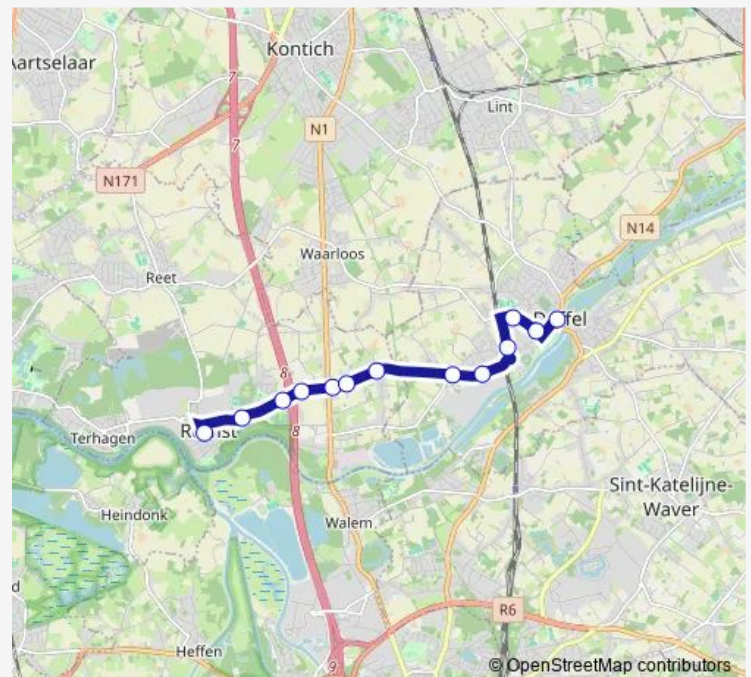 Kontich
Aartselaar
7
Lint
N1
7
N171
N14
Waarloos
Reet
8
Terhagen
8
Sint-Katelijne-
Waver
Heindonk
Walem
R6
Heffen
9
© OpenStreetMap contributors